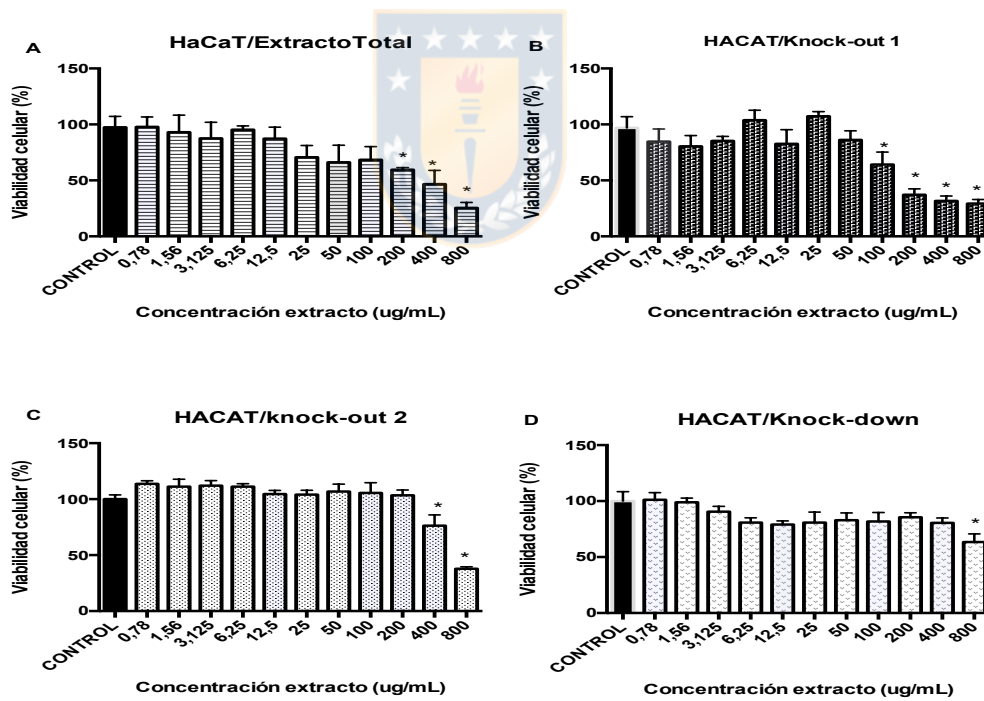 A
HaCaT/ExtractoTotal
Viabilidad celular (%)
150
100
50
0
CONTROL
0,78
1,56
3,125
6,25
12,5
25
50
100
200
400
800
* * *
Concentración extracto (ug/mL)
B
HACAT/Knock-out 1
Viabilidad celular (%)
150
100
50
0
CONTROL
0,78
1,56
3,125
6,25
12,5
25
50
100
200
400
800
* * * *
Concentración extracto (ug/mL)
C
HACAT/knock-out 2
Viabilidad celular (%)
150
100
50
0
CONTROL
0,78
1,56
3,125
6,25
12,5
25
50
100
200
400
800
* *
Concentración extracto (ug/mL)
D
HACAT/Knock-down
Viabilidad celular (%)
150
100
50
0
CONTROL
0,78
1,56
3,125
6,25
12,5
25
50
100
200
400
800
*
Concentración extracto (ug/mL)